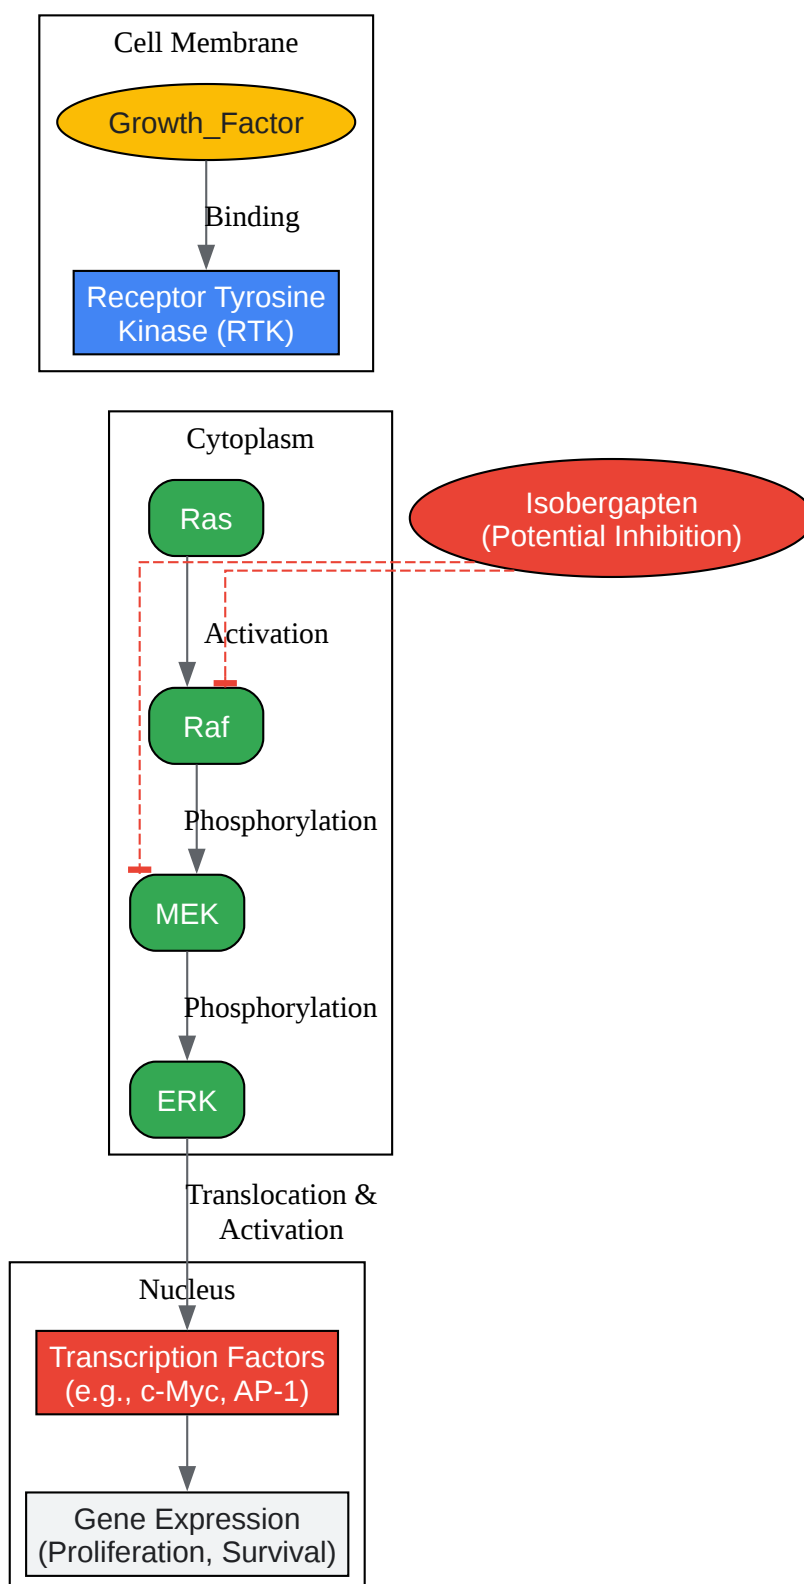 Cell Membrane
Growth_Factor
Binding
Receptor Tyrosine
Kinase (RTK)
Cytoplasm
Ras
Isobergapten
(Potential Inhibition)
Activation
Raf
Phosphorylation
MEK
Phosphorylation
ERK
Translocation &
Activation
Nucleus
Transcription Factors
(e.g., c-Myc, AP-1)
Gene Expression
(Proliferation, Survival)